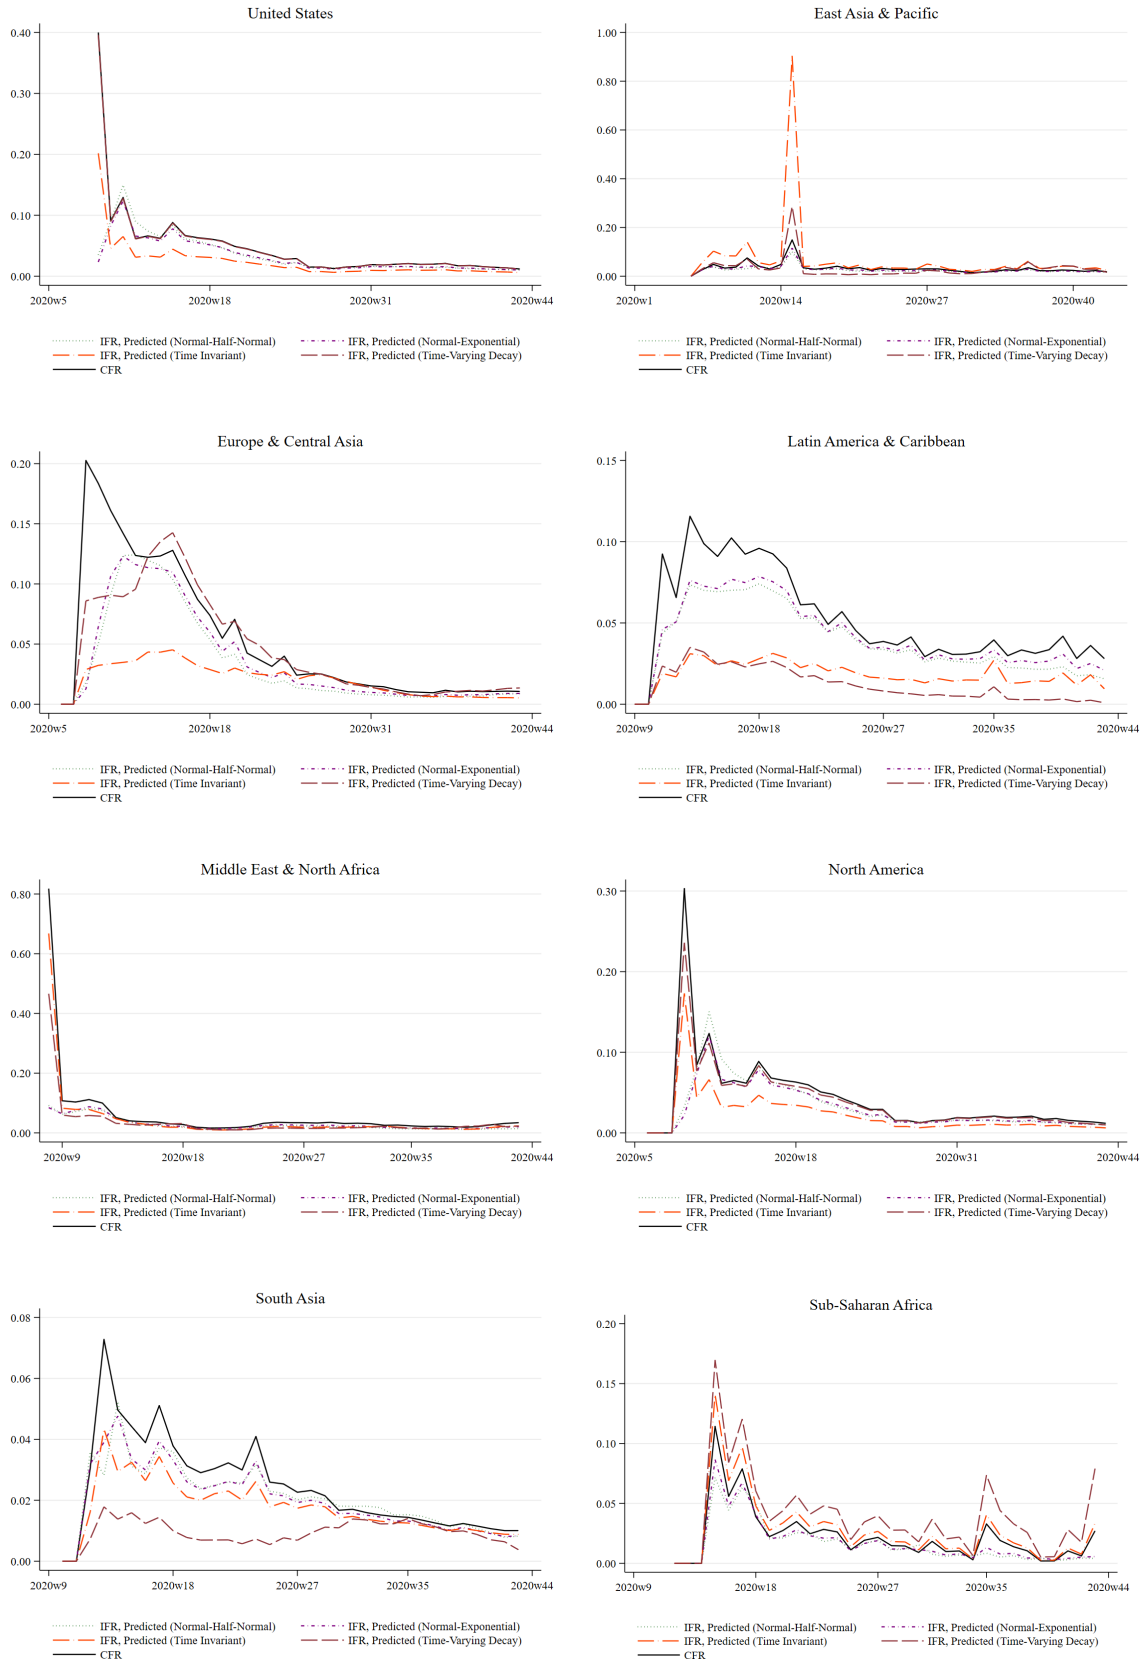 United States
0.40
0.30
0.20
0.10
0.00
2020w5 2020w18 2020w31 2020w44
IFR, Predicted (Normal-Half-Normal) IFR, Predicted (Normal-Exponential)
IFR, Predicted (Time Invariant) IFR, Predicted (Time-Varying Decay)
CFR
East Asia & Pacific
1.00
0.80
0.60
0.40
0.20
0.00
2020w1 2020w14 2020w27 2020w40
IFR, Predicted (Normal-Half-Normal) IFR, Predicted (Normal-Exponential)
IFR, Predicted (Time Invariant) IFR, Predicted (Time-Varying Decay)
CFR
Europe & Central Asia
0.20
0.15
0.10
0.05
0.00
2020w5 2020w18 2020w31 2020w44
IFR, Predicted (Normal-Half-Normal) IFR, Predicted (Normal-Exponential)
IFR, Predicted (Time Invariant) IFR, Predicted (Time-Varying Decay)
CFR
Latin America & Caribbean
0.15
0.10
0.05
0.00
2020w9 2020w18 2020w27 2020w35 2020w44
IFR, Predicted (Normal-Half-Normal) IFR, Predicted (Normal-Exponential)
IFR, Predicted (Time Invariant) IFR, Predicted (Time-Varying Decay)
CFR
Middle East & North Africa
0.80
0.60
0.40
0.20
0.00
2020w9 2020w18 2020w27 2020w35 2020w44
IFR, Predicted (Normal-Half-Normal) IFR, Predicted (Normal-Exponential)
IFR, Predicted (Time Invariant) IFR, Predicted (Time-Varying Decay)
CFR
North America
0.30
0.20
0.10
0.00
2020w5 2020w18 2020w31 2020w44
IFR, Predicted (Normal-Half-Normal) IFR, Predicted (Normal-Exponential)
IFR, Predicted (Time Invariant) IFR, Predicted (Time-Varying Decay)
CFR
South Asia
0.08
0.06
0.04
0.02
0.00
2020w9 2020w18 2020w27 2020w35 2020w44
IFR, Predicted (Normal-Half-Normal) IFR, Predicted (Normal-Exponential)
IFR, Predicted (Time Invariant) IFR, Predicted (Time-Varying Decay)
CFR
Sub-Saharan Africa
0.20
0.15
0.10
0.05
0.00
2020w9 2020w18 2020w27 2020w35 2020w44
IFR, Predicted (Normal-Half-Normal) IFR, Predicted (Normal-Exponential)
IFR, Predicted (Time Invariant) IFR, Predicted (Time-Varying Decay)
CFR